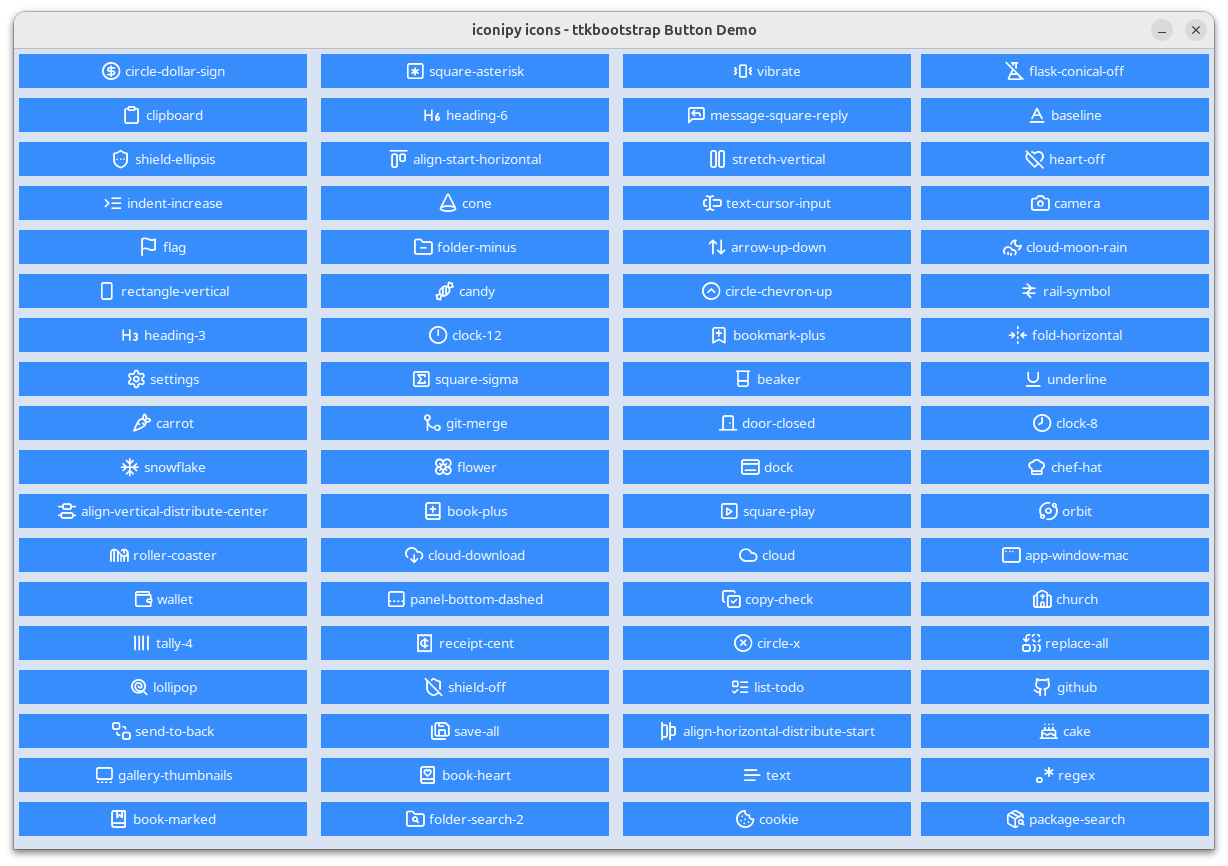 iconipy icons - ttkbootstrap Button Demo
circle-dollar-sign square-asterisk vibrate flask-conical-off
clipboard heading-6 message-square-reply baseline
shield-ellipsis align-start-horizontal stretch-vertical heart-off
indent-increase cone text-cursor-input camera
flag folder-minus arrow-up-down cloud-moon-rain
rectangle-vertical candy circle-chevron-up rail-symbol
heading-3 clock-12 bookmark-plus fold-horizontal
settings square-sigma beaker underline
carrot git-merge door-closed clock-8
snowflake flower dock chef-hat
align-vertical-distribute-center book-plus square-play orbit
roller-coaster cloud-download cloud app-window-mac
wallet panel-bottom-dashed copy-check church
tally-4 receipt-cent circle-x replace-all
lollipop shield-off list-todo github
send-to-back save-all align-horizontal-distribute-start cake
gallery-thumbnails book-heart text regex
book-marked folder-search-2 cookie package-search